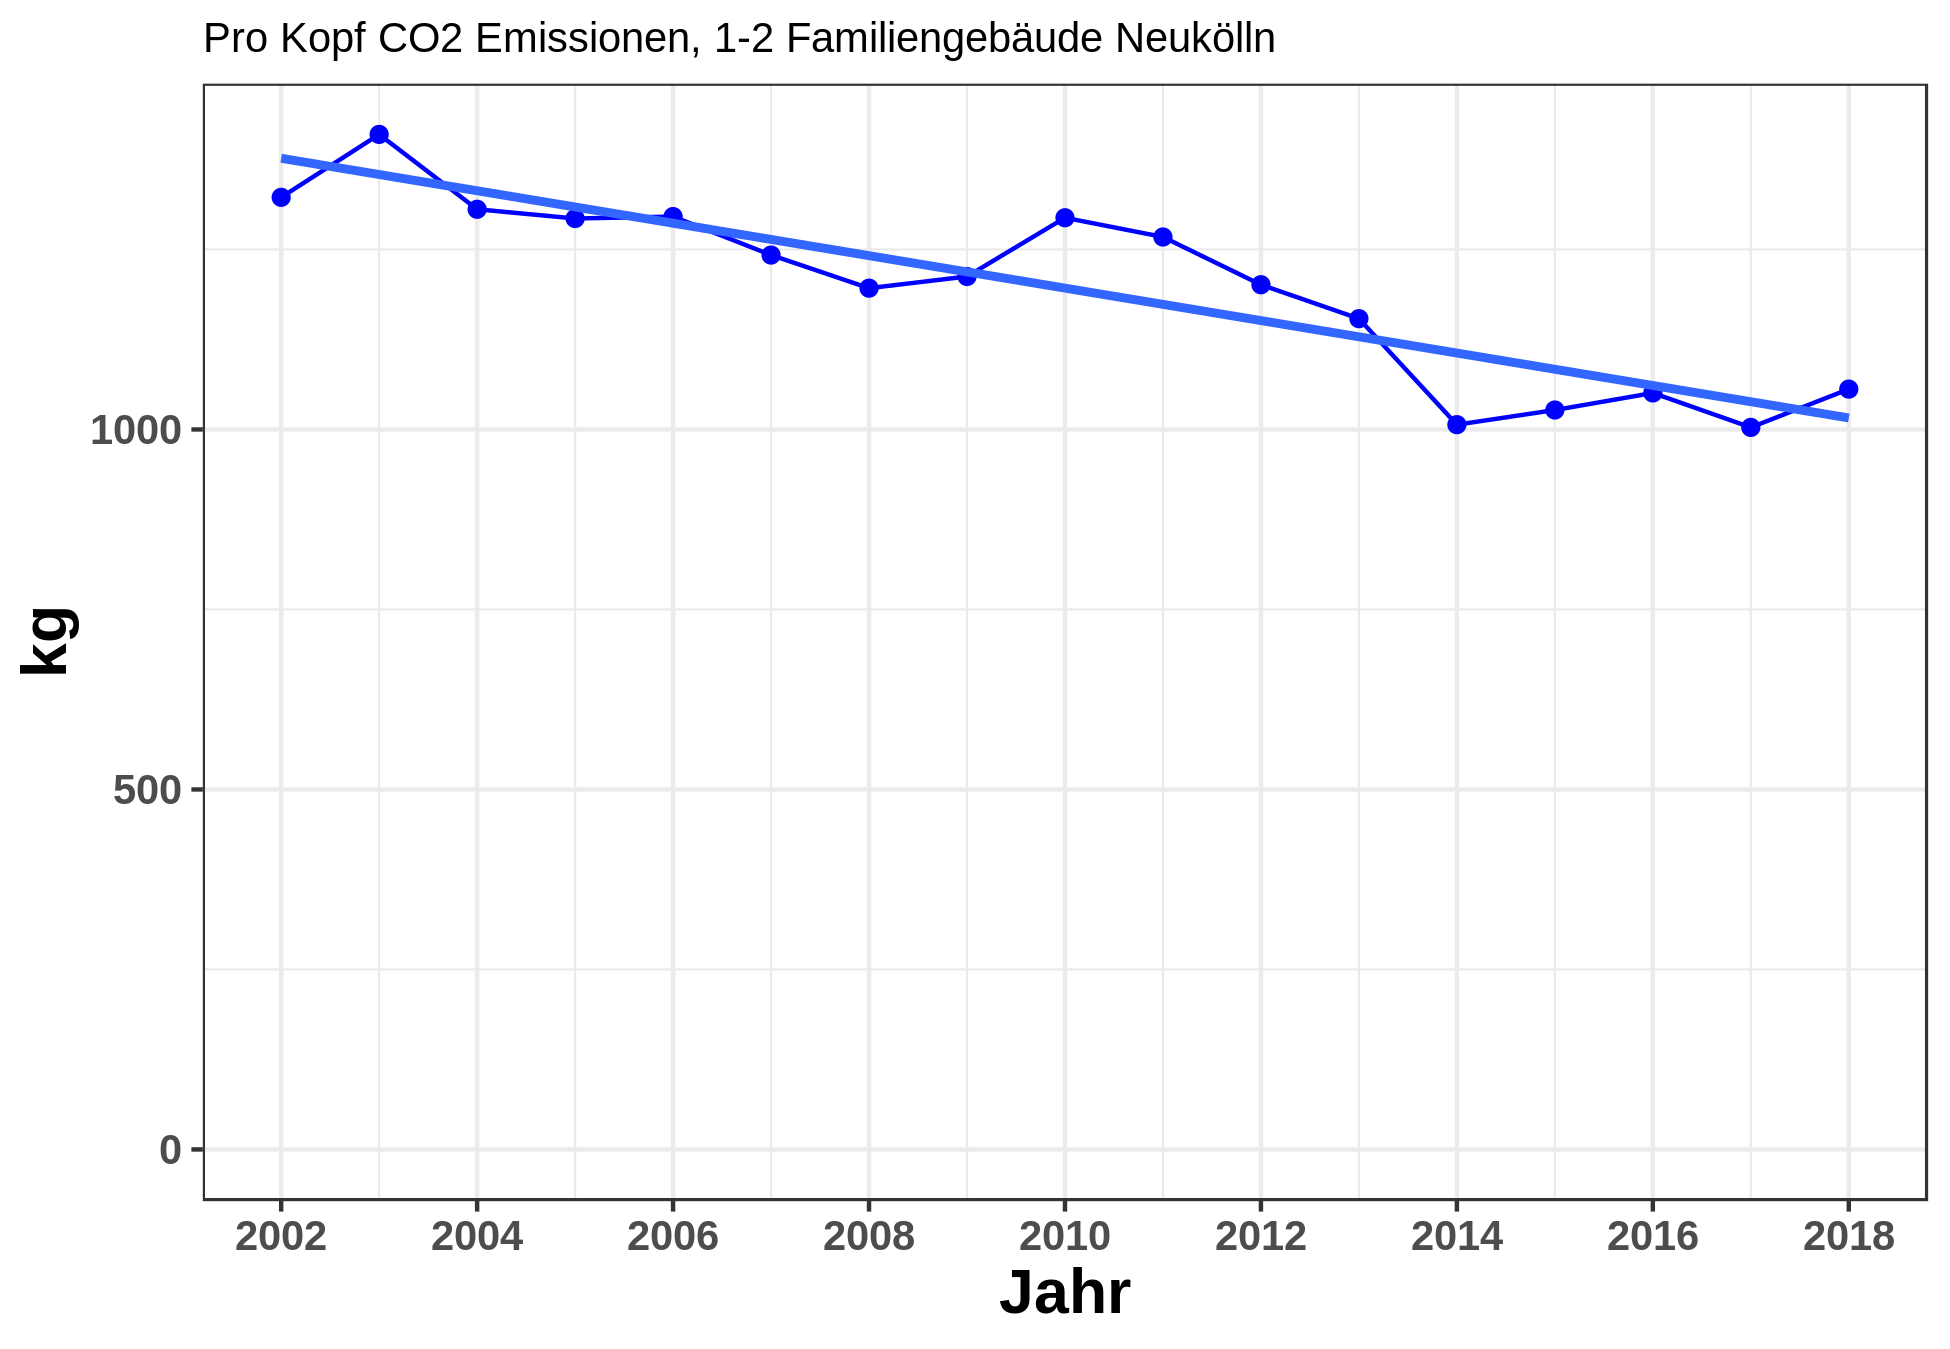 Pro Kopf CO2 Emissionen, 1-2 Familiengebäude Neukölln
kg
1000
500
0
2002 2004 2006 2008 2010 2012 2014 2016 2018
Jahr